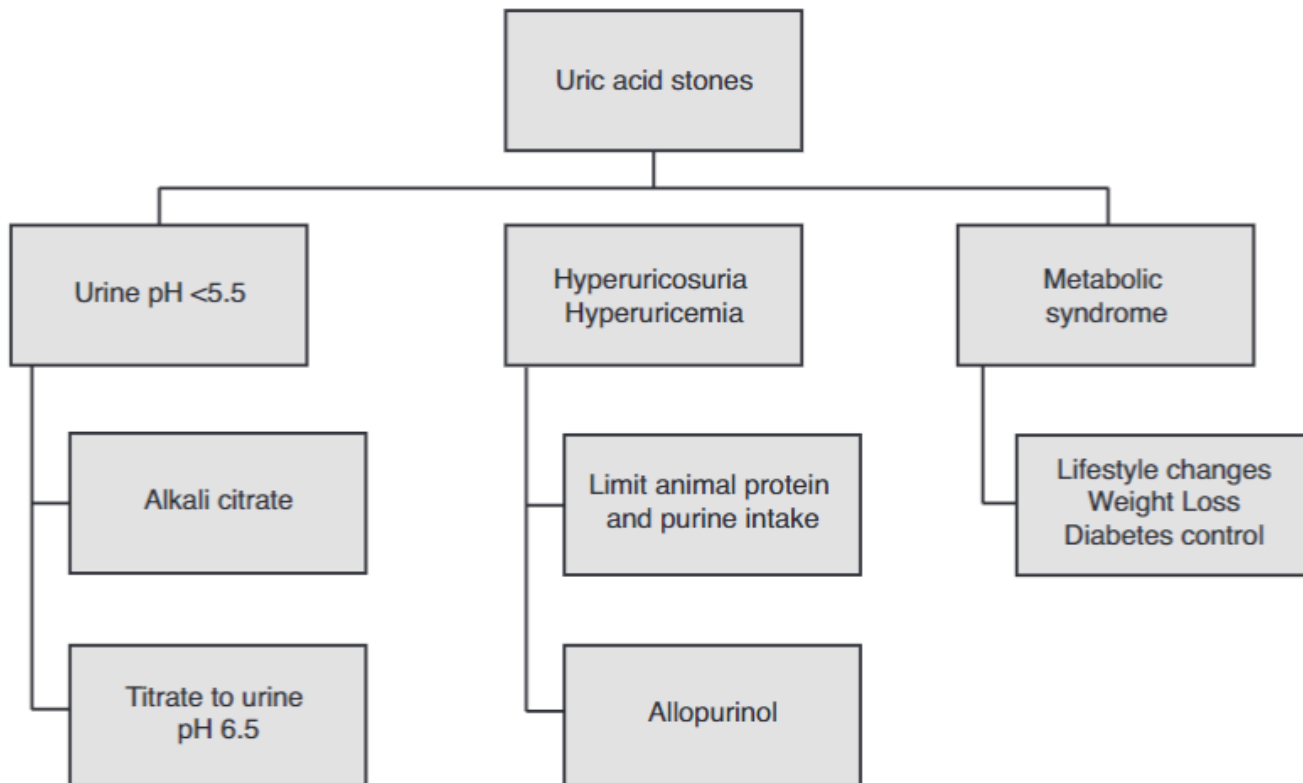 Uric acid stones
Urine pH <5.5
Hyperuricosuria
Hyperuricemia
Metabolic
syndrome
Alkali citrate
Limit animal protein
and purine intake
Lifestyle changes
Weight Loss
Diabetes control
Titrate to urine
pH 6.5
Allopurinol